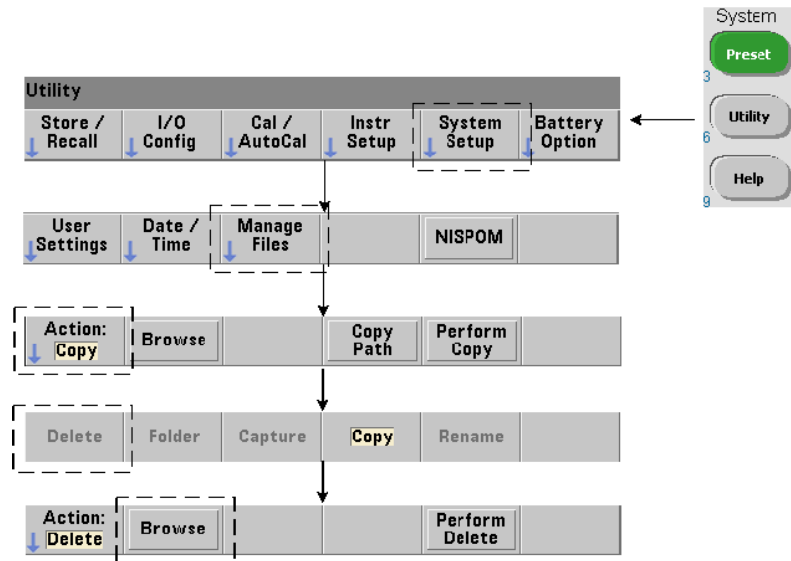 System
Preset
3
Utility
6
Help
9
Utility
Store / Recall
I/O Config
Cal / AutoCal
Instr Setup
System Setup
Battery Option
User Settings
Date / Time
Manage Files
NISPOM
Action: Copy
Browse
Copy Path
Perform Copy
Delete
Folder
Capture
Copy
Rename
Action: Delete
Browse
Perform Delete